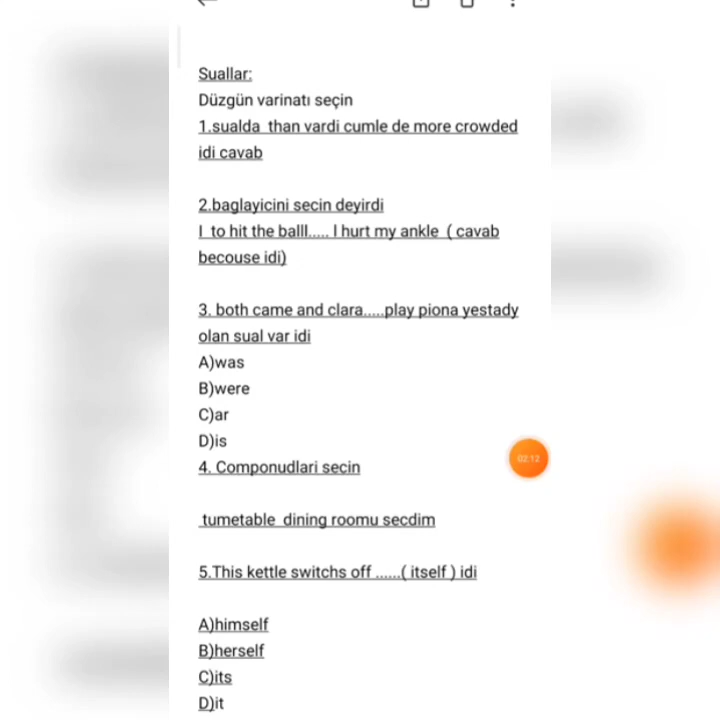 Suallar:
Düzgün varinatı seçin
1.sualda than vardi cumle de more crowded
idi cavab
2.baglayicini secin deyirdi
I to hit the balll..... I hurt my ankle ( cavab
becouse idi)
3. both came and clara.....play piona yestady
olan sual var idi
A)was
B)were
C)ar
D)is
4. Componudlari secin
02:12
tumetable dining roomu secdim
5.This kettle switchs off ......( itself ) idi
A)himself
B)herself
C)its
D)it